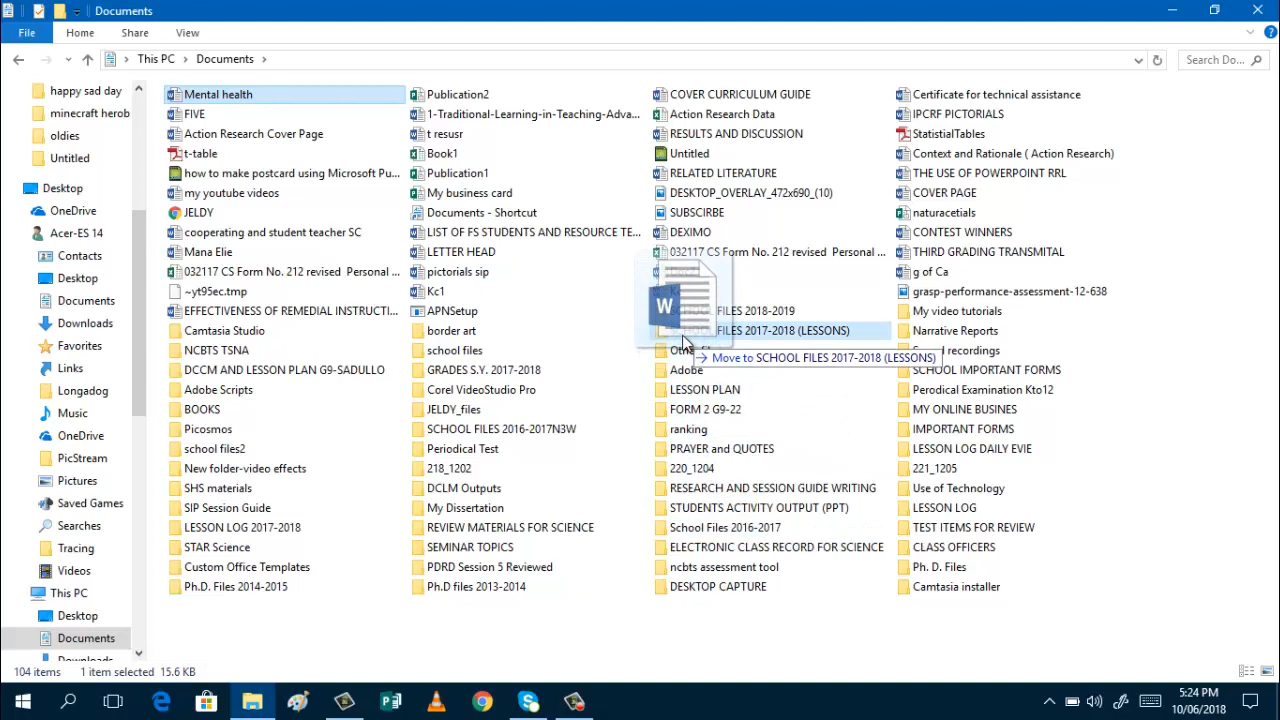 Documents
File Home Share View
This PC Documents
Search Do...
happy sad day
minecraft herob
oldies
Untitled
Desktop
OneDrive
Acer-ES 14
Contacts
Desktop
Documents
Downloads
Favorites
Links
Longadog
Music
OneDrive
PicStream
Pictures
Saved Games
Searches
Tracing
Videos
This PC
Desktop
Documents
Downloads
Mental health
FIVE
Action Research Cover Page
t-table
how to make postcard using Microsoft Pu...
my youtube videos
JELDY
cooperating and student teacher SC
Mana Elie
032117 CS Form No. 212 revised Personal ...
~yt95ec.tmp
EFFECTIVENESS OF REMEDIAL INSTRUCTI...
Camtasia Studio
NCBTS TSNA
DCCM AND LESSON PLAN G9-SADULLO
Adobe Scripts
BOOKS
Picosmos
school files2
New folder-video effects
SHS materials
SIP Session Guide
LESSON LOG 2017-2018
STAR Science
Custom Office Templates
Ph.D. Files 2014-2015
Publication2
1-Traditional-Learning-in-Teaching-Adva...
t resusr
Book1
Publication1
My business card
Documents - Shortcut
LIST OF FS STUDENTS AND RESOURCE TE...
LETTER HEAD
pictorials sip
Kc1
APNSetup
border art
school files
GRADES S.Y. 2017-2018
Corel VideoStudio Pro
JELDY_files
SCHOOL FILES 2016-2017N3W
Periodical Test
218_1202
DCLM Outputs
My Dissertation
REVIEW MATERIALS FOR SCIENCE
SEMINAR TOPICS
PDRD Session 5 Reviewed
Ph.D files 2013-2014
COVER CURRICULUM GUIDE
Action Research Data
RESULTS AND DISCUSSION
Untitled
RELATED LITERATURE
DESKTOP_OVERLAY_472x690_(10)
SUBSCIRBE
DEXIMO
032117 CS Form No. 212 revised Personal ...
W
FILES 2018-2019
FILES 2017-2018 (LESSONS)
Move to SCHOOL FILES 2017-2018 (LESSONS)
Adobe
LESSON PLAN
FORM 2 G9-22
ranking
PRAYER and QUOTES
220_1204
RESEARCH AND SESSION GUIDE WRITING
STUDENTS ACTIVITY OUTPUT (PPT)
School Files 2016-2017
ELECTRONIC CLASS RECORD FOR SCIENCE
ncbts assessment tool
DESKTOP CAPTURE
Certificate for technical assistance
IPCRF PICTORIALS
StatistialTables
Context and Rationale ( Action Research)
THE USE OF POWERPOINT RRL
COVER PAGE
naturacetials
CONTEST WINNERS
THIRD GRADING TRANSMITAL
g of Ca
grasp-performance-assessment-12-638
My video tutorials
Narrative Reports
recordings
SCHOOL IMPORTANT FORMS
Perodical Examination Kto12
MY ONLINE BUSINES
IMPORTANT FORMS
LESSON LOG DAILY EVIE
221_1205
Use of Technology
LESSON LOG
TEST ITEMS FOR REVIEW
CLASS OFFICERS
Ph. D. Files
Camtasia installer
104 items 1 item selected 15.6 KB
5:24 PM
10/06/2018